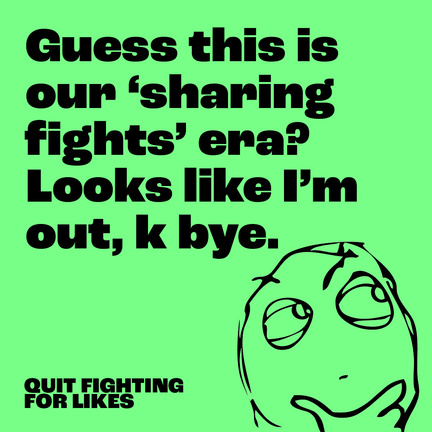 Guess this is
our ‘sharing
fights’ era?
Looks like I’m
out, k bye.
QUIT FIGHTING
FOR LIKES